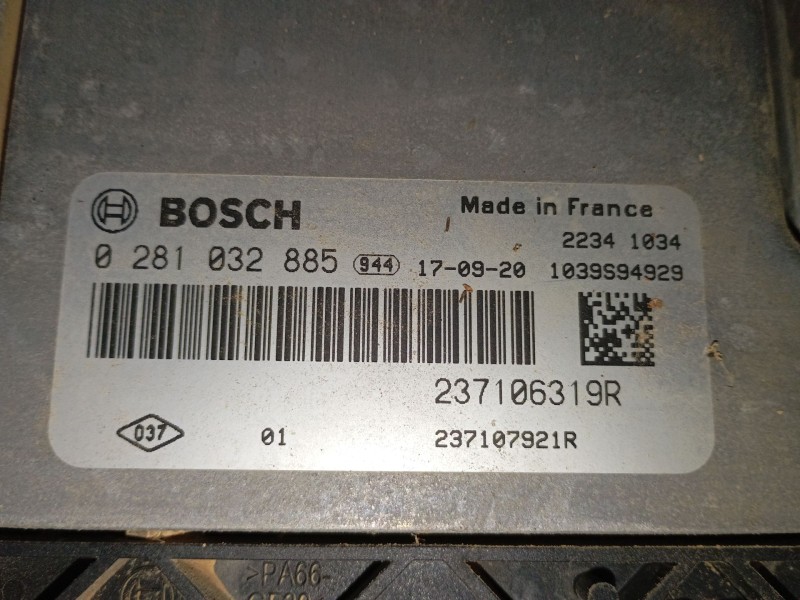 BOSCH
Made in France
2234 1034
0 281 032 885 944 17-09-20 1039S94929
237106319R
037 01 237107921R
>PA66-